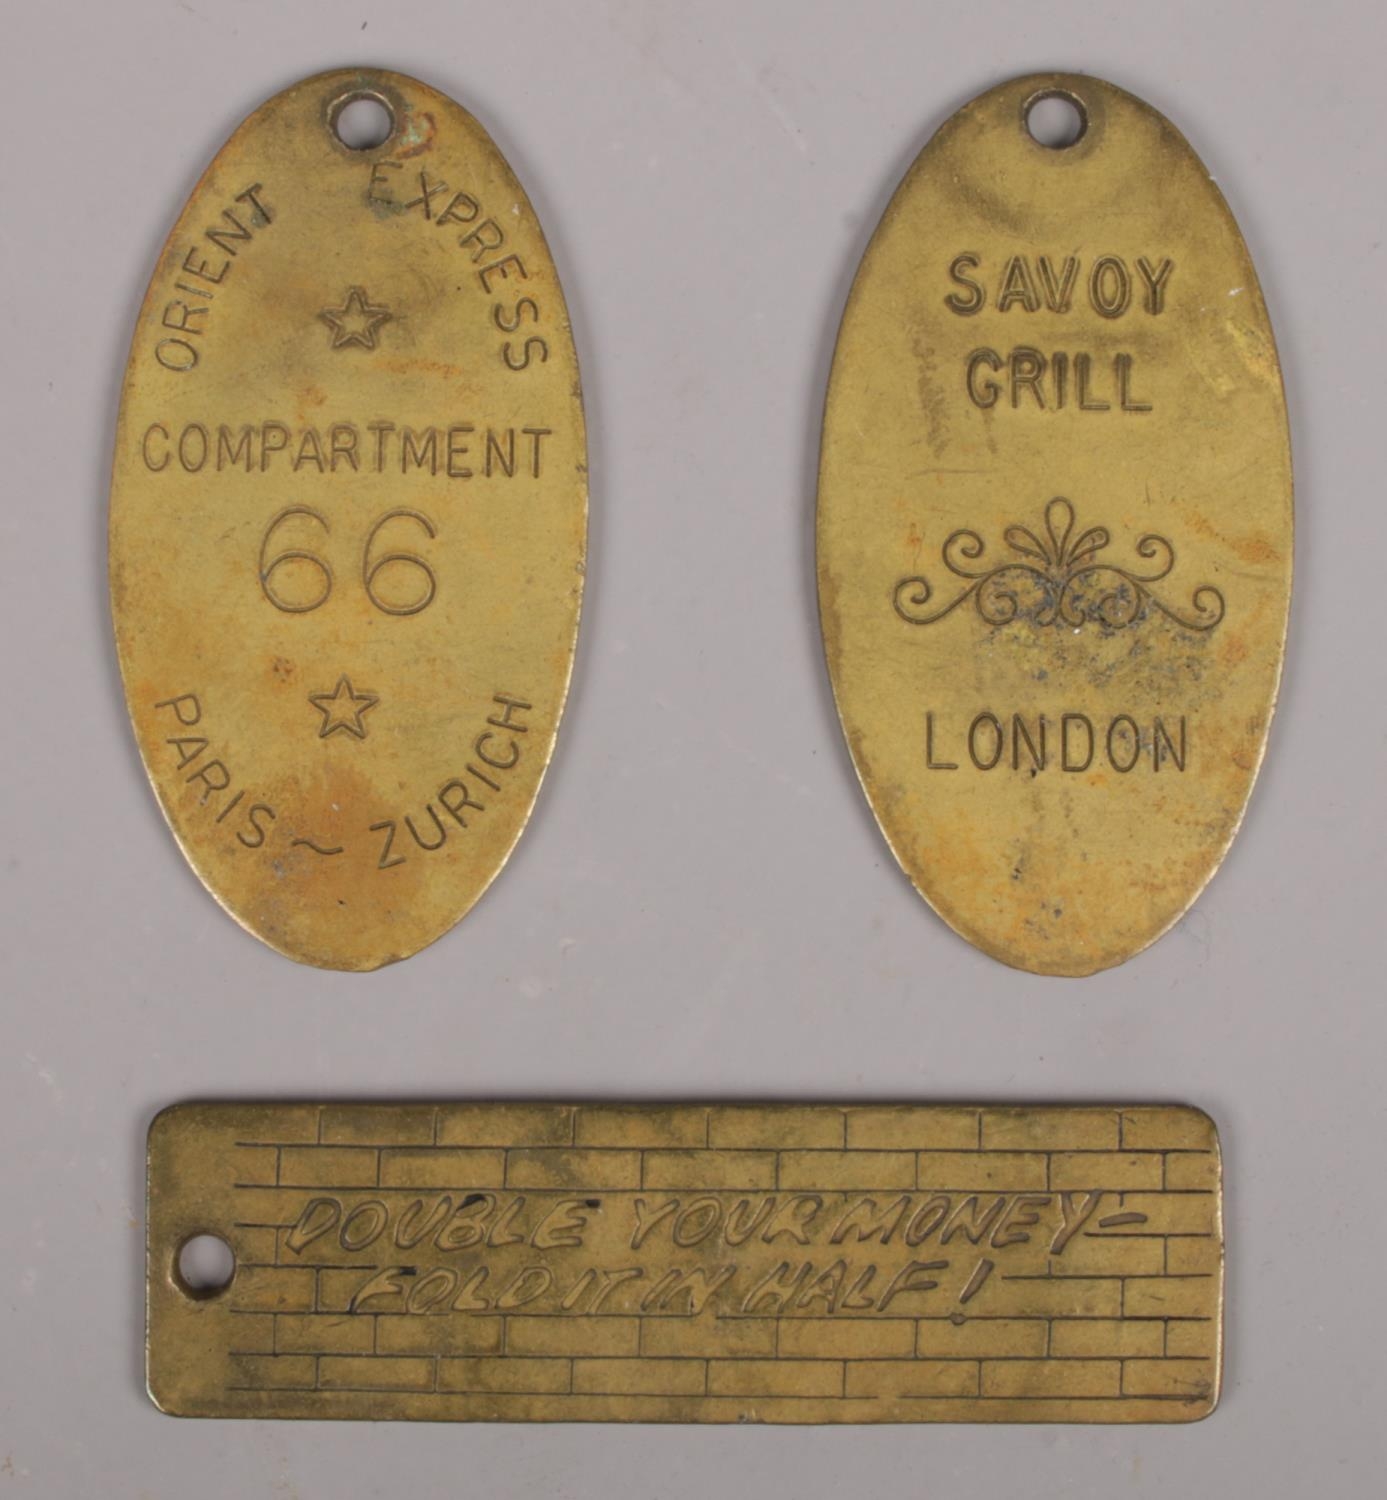 ORIENT EXPRESS
COMPARTMENT
66
PARIS ~ ZURICH
SAVOY
GRILL
LONDON
DOUBLE YOUR MONEY—
FOLD IT IN HALF!